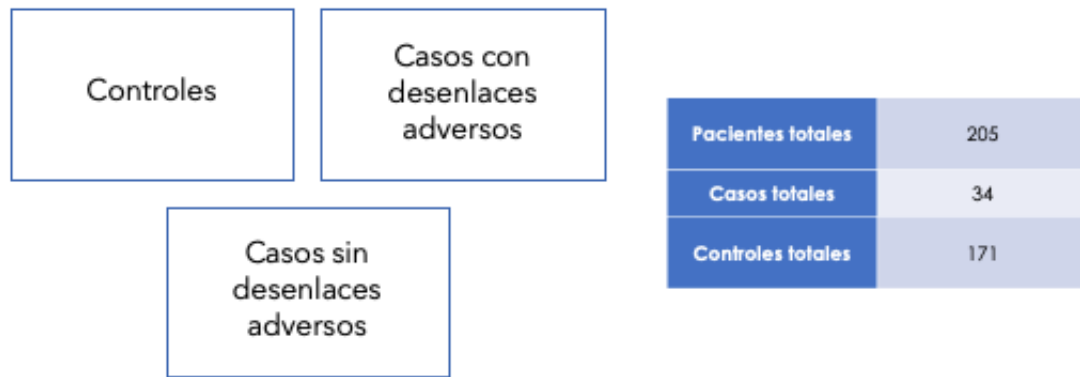 Controles
Casos con
desenlaces
adversos
Casos sin
desenlaces
adversos
Pacientes totales 205
Casos totales 34
Controles totales 171